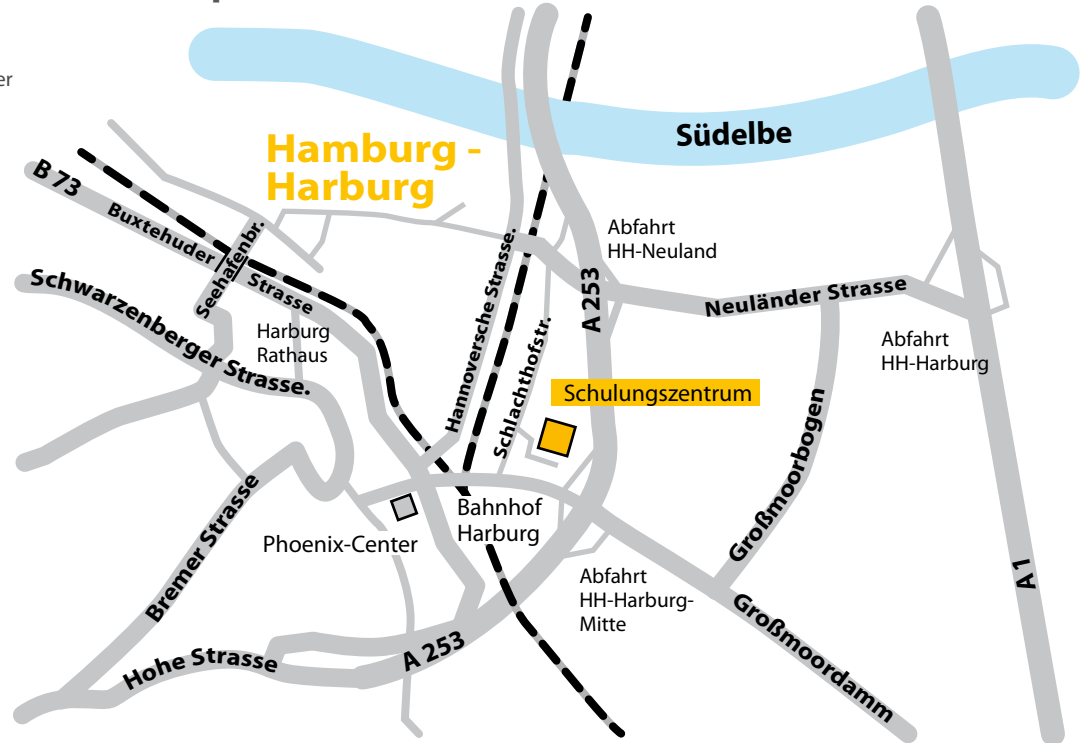 er
Südelbe
Hamburg -
Harburg
B 73
Buxtehuder
Strasse
Seehafenbr.
Schwarzenberger Strasse.
Harburg
Rathaus
Hannoversche Strasse.
Schlachthofstr.
Abfahrt
HH-Neuland
A 253
Neuländer Strasse
Abfahrt
HH-Harburg
Schulungszentrum
Großmoorbogen
Bahnhof
Harburg
Phoenix-Center
Bremer Strasse
Abfahrt
HH-Harburg-
Mitte
A 1
Großmoordamm
Hohe Strasse
A 253